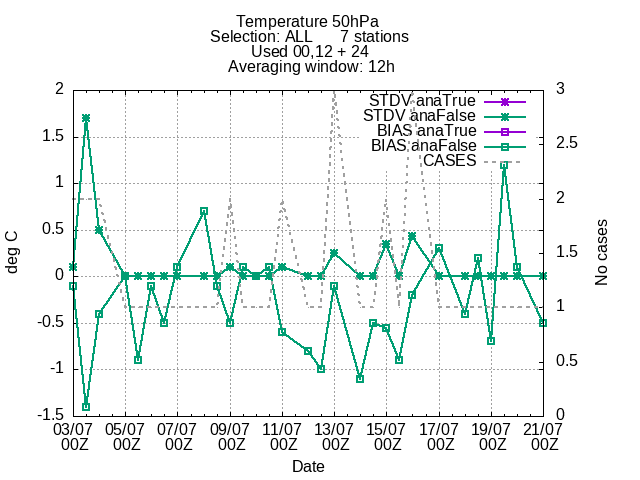 Temperature 50hPa
Selection: ALL 7 stations
Used 00,12 + 24
Averaging window: 12h
STDV anaTrue
STDV anaFalse
BIAS anaTrue
BIAS anaFalse
CASES
2
1.5
1
0.5
0
-0.5
-1
-1.5
deg C
3
2.5
2
1.5
1
0.5
0
No cases
03/07 05/07 07/07 09/07 11/07 13/07 15/07 17/07 19/07 21/07
00Z 00Z 00Z 00Z 00Z 00Z 00Z 00Z 00Z 00Z
Date